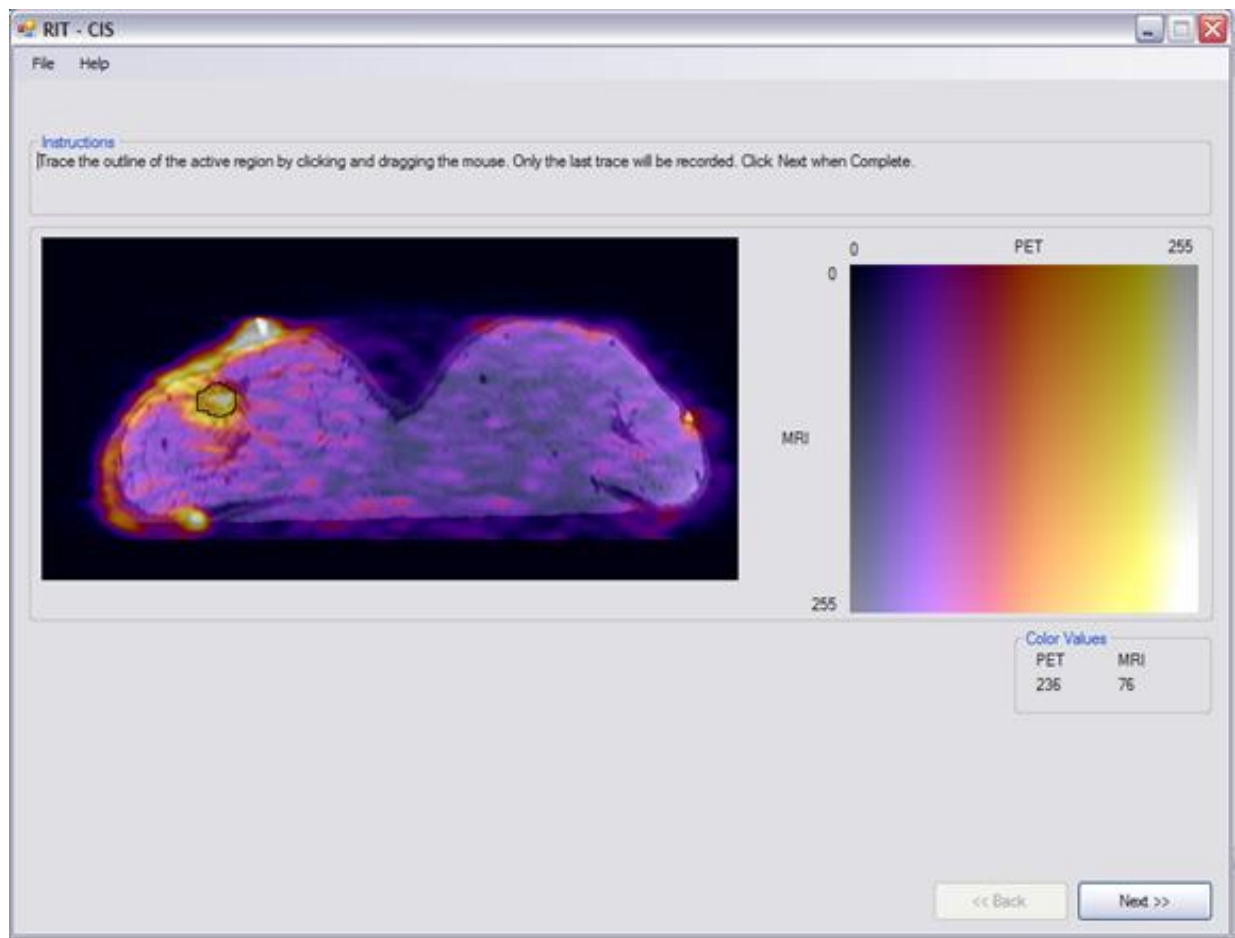 RIT - CIS
File Help
Instructions
Trace the outline of the active region by clicking and dragging the mouse. Only the last trace will be recorded. Click Next when Complete.
0 PET 255
0
MRI
255
Color Values
PET MRI
236 76
<< Back Next >>